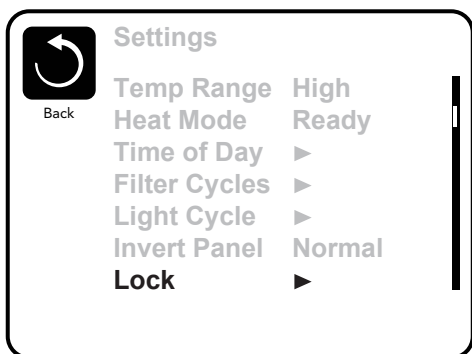 Settings
Back
Temp Range High
Heat Mode Ready
Time of Day ►
Filter Cycles ►
Light Cycle ►
Invert Panel Normal
Lock ►